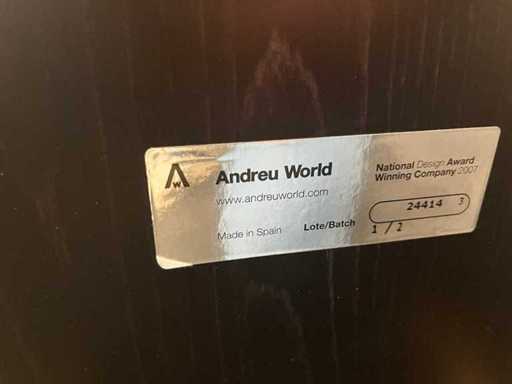 Andreu World
www.andreuworld.com
Made in Spain
National Design Award
Winning Company 2007
Lote/Batch
24414 3
1 / 2